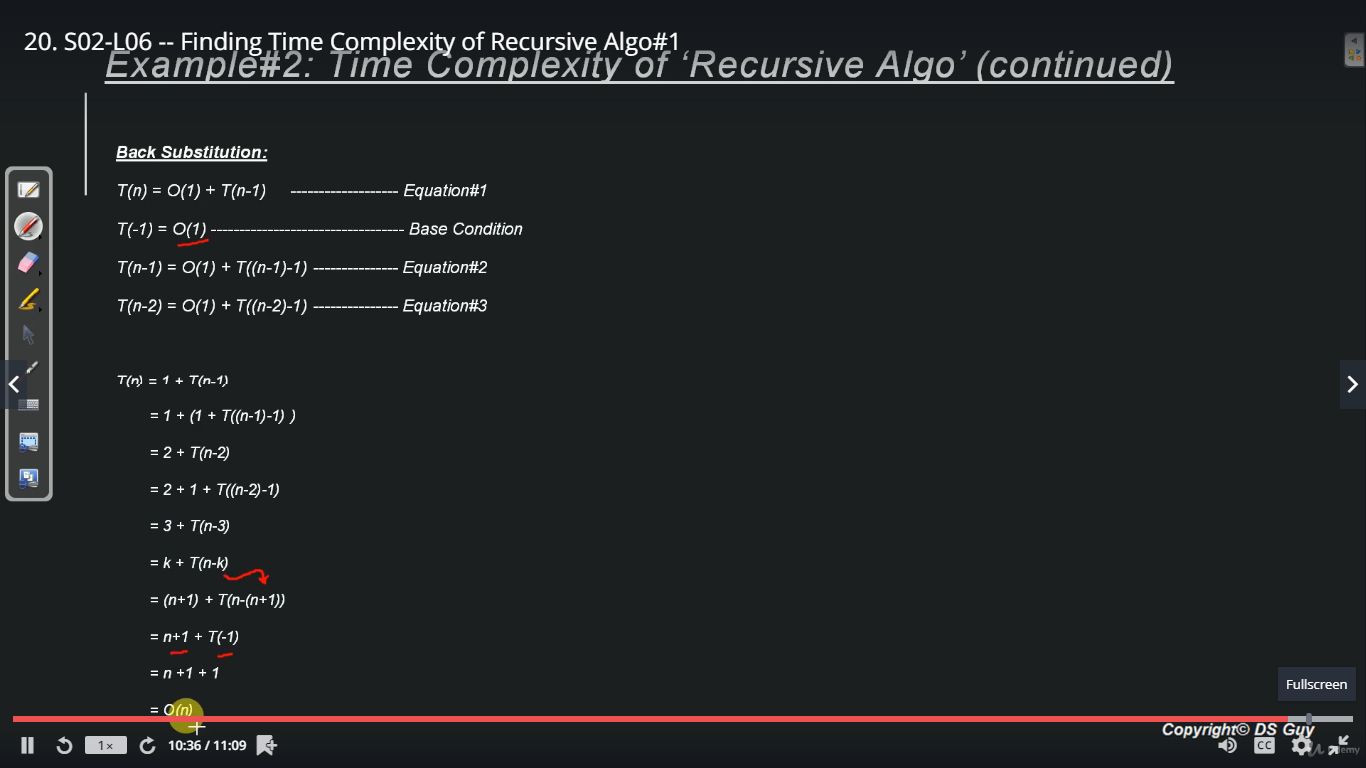 20. S02-L06 -- Finding Time Complexity of Recursive Algo#1
Example#2: Time Complexity of ‘Recursive Algo’ (continued)
Back Substitution:
T(n) = O(1) + T(n-1) ------------------- Equation#1
T(-1) = O(1) ---------------------------------- Base Condition
T(n-1) = O(1) + T((n-1)-1) --------------- Equation#2
T(n-2) = O(1) + T((n-2)-1) --------------- Equation#3
T(n) = 1 + T(n-1)
= 1 + (1 + T((n-1)-1) )
= 2 + T(n-2)
= 2 + 1 + T((n-2)-1)
= 3 + T(n-3)
= k + T(n-k)
= (n+1) + T(n-(n+1))
= n+1 + T(-1)
= n +1 + 1
= O(n)
Fullscreen
Copyright© DS Guy
1x
10:36 / 11:09
CC